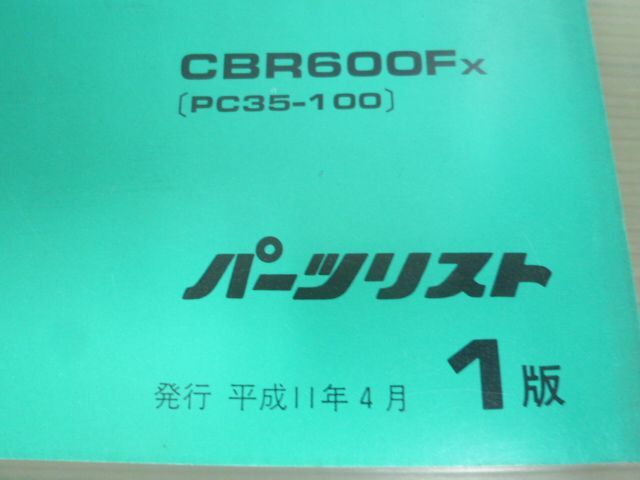 CBR600FX
〔PC35-100〕
パーツリスト
発行 平成11年4月 1版